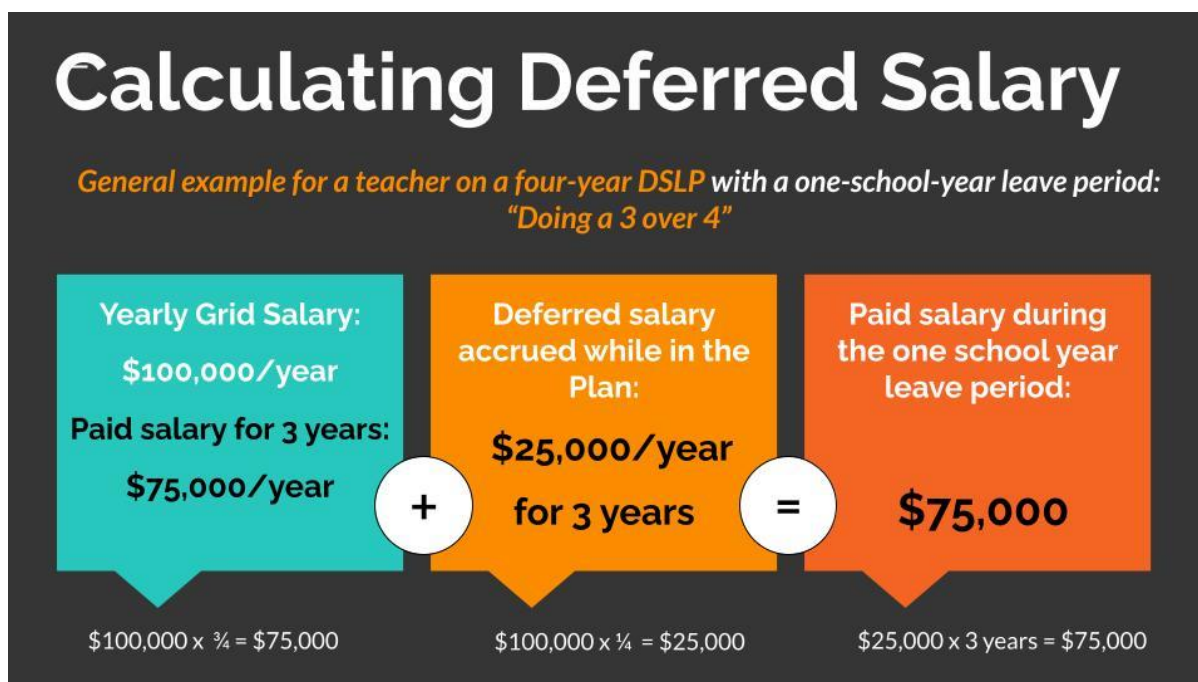 Calculating Deferred Salary
General example for a teacher on a four-year DSLP with a one-school-year leave period:
“Doing a 3 over 4”
Yearly Grid Salary:
$100,000/year
Paid salary for 3 years:
$75,000/year
+
Deferred salary
accrued while in the
Plan:
$25,000/year
for 3 years
=
Paid salary during
the one school year
leave period:
$75,000
$100,000 x ¾ = $75,000
$100,000 x ¼ = $25,000
$25,000 x 3 years = $75,000